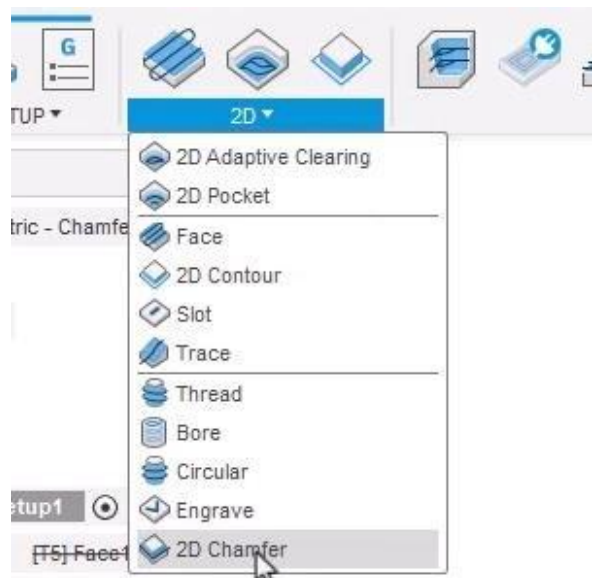 G
TUP
2D
2D Adaptive Clearing
2D Pocket
tric - Chamfe
Face
2D Contour
Slot
Trace
Thread
Bore
Circular
etup1
Engrave
[T5] Face1
2D Chamfer